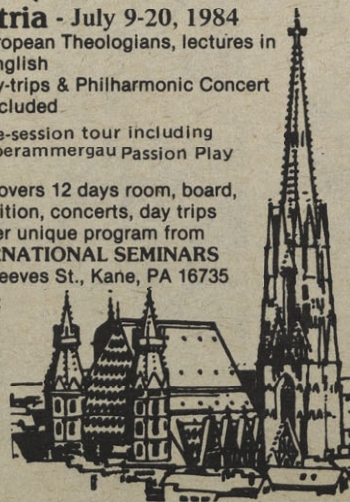 tria - July 9-20, 1984
ropean Theologians, lectures in
nglish
y-trips & Philharmonic Concert
cluded
e-session tour including
berammergau Passion Play
overs 12 days room, board,
ition, concerts, day trips
er unique program from
RNATIONAL SEMINARS
eeves St., Kane, PA 16735